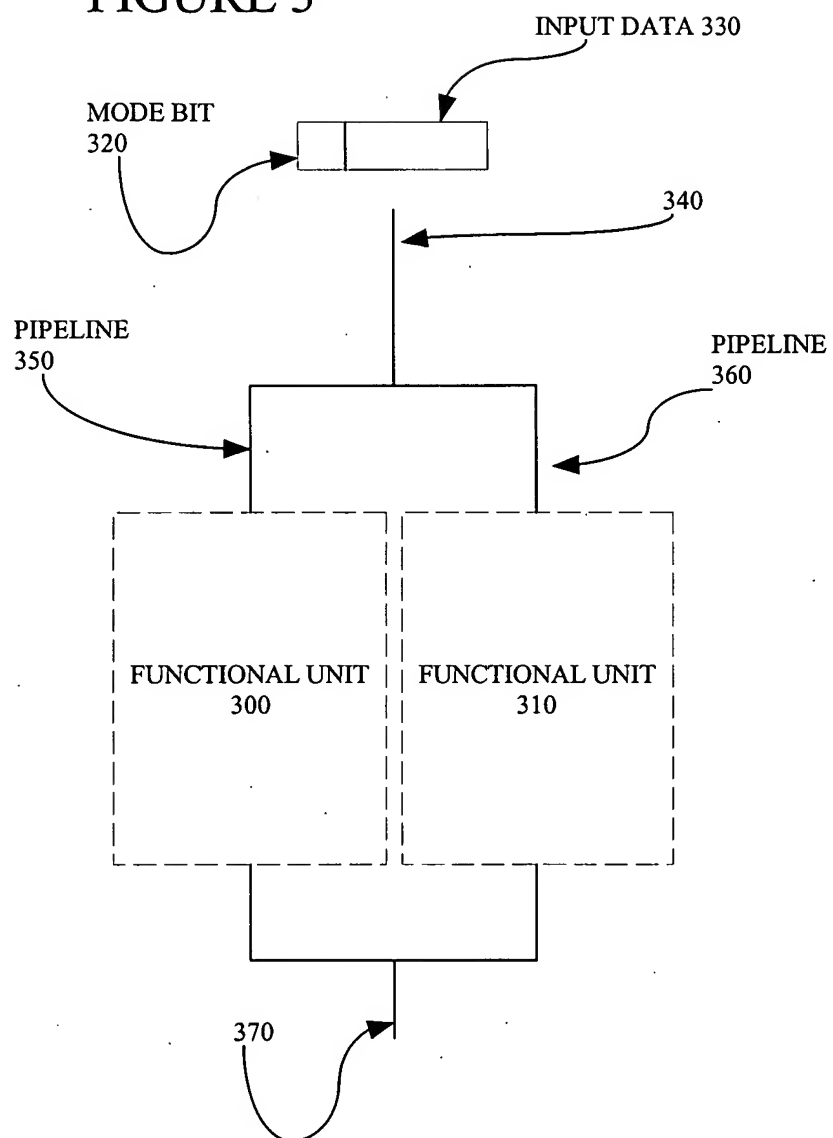 FIGURE 3
INPUT DATA 330
MODE BIT
320
340
PIPELINE
350
PIPELINE
360
FUNCTIONAL UNIT
300
FUNCTIONAL UNIT
310
370